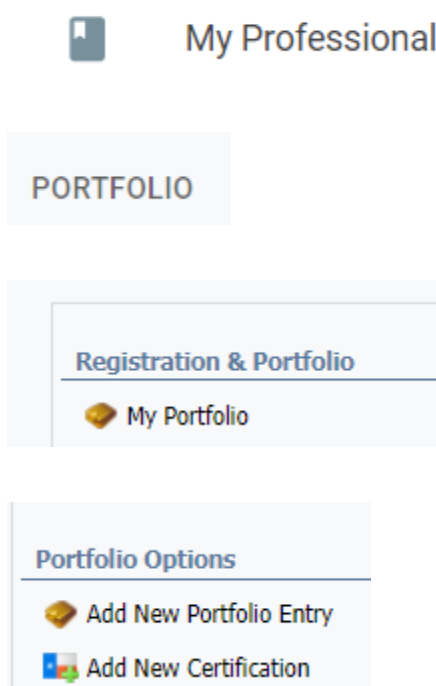 My Professional
PORTFOLIO
Registration & Portfolio
My Portfolio
Portfolio Options
Add New Portfolio Entry
Add New Certification